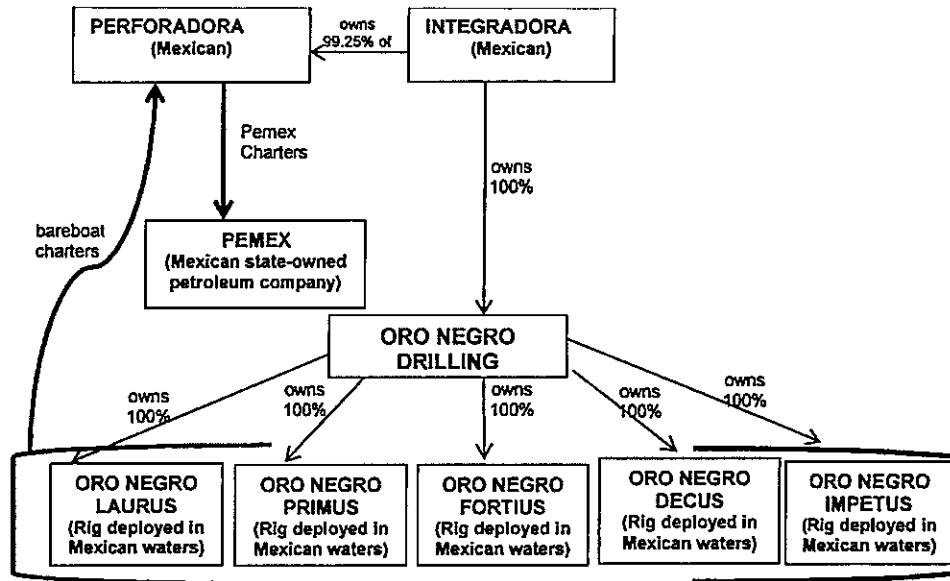 PERFORADORA
(Mexican)
owns
99.25% of
INTEGRADORA
(Mexican)
Pemex
Charters
owns
100%
bareboat
charters
PEMEX
(Mexican state-owned
petroleum company)
ORO NEGRO
DRILLING
owns
100%
owns
100%
owns
100%
owns
100%
owns
100%
ORO NEGRO
LAURUS
(Rig deployed in
Mexican waters)
ORO NEGRO
PRIMUS
(Rig deployed in
Mexican waters)
ORO NEGRO
FORTIUS
(Rig deployed in
Mexican waters)
ORO NEGRO
DECUS
(Rig deployed in
Mexican waters)
ORO NEGRO
IMPETUS
(Rig deployed in
Mexican waters)